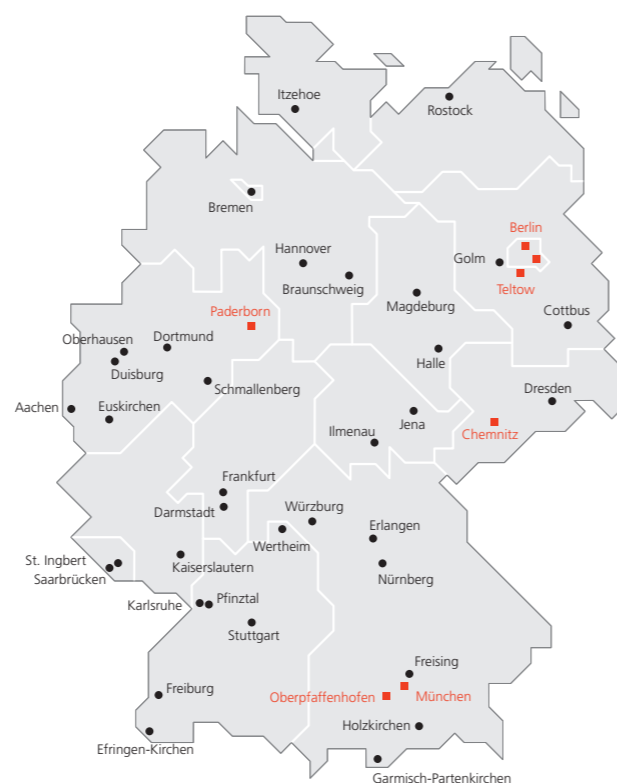 Itzehoe
Rostock
Bremen
Berlin
Hannover
Golm
Braunschweig
Teltow
Magdeburg
Paderborn
Cottbus
Oberhausen
Dortmund
Duisburg
Halle
Schmallenberg
Dresden
Aachen
Euskirchen
Jena
Ilmenau
Chemnitz
Frankfurt
Darmstadt
Würzburg
Erlangen
Wertheim
St. Ingbert
Kaiserslautern
Saarbrücken
Nürnberg
Karlsruhe
Pfinztal
Stuttgart
Freising
Freiburg
Oberpfaffenhofen
München
Holzkirchen
Efringen-Kirchen
Garmisch-Partenkirchen